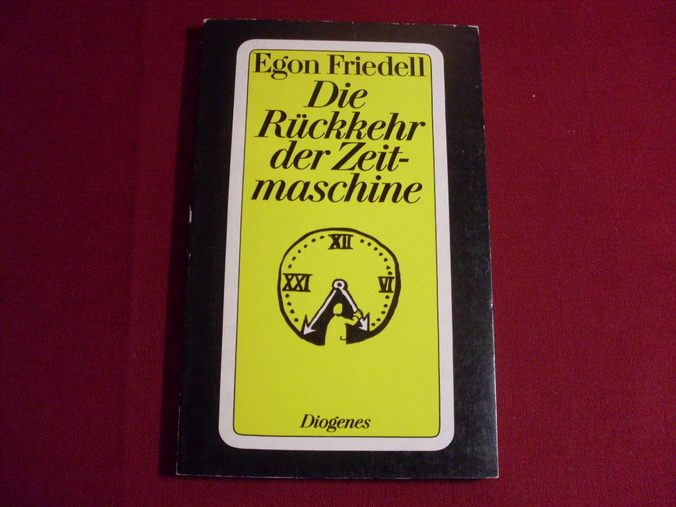 Egon Friedell
Die
Rückkehr
der Zeit-
maschine
XII
XXI
VI
Diogenes